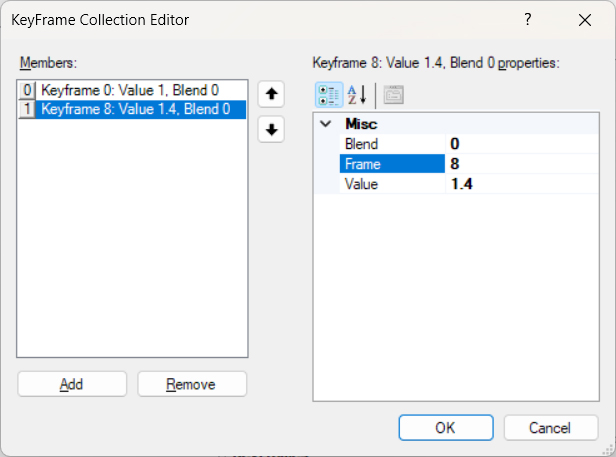 KeyFrame Collection Editor
?
Members:
0 Keyframe 0: Value 1, Blend 0
1 Keyframe 8: Value 1.4, Blend 0
Add
Remove
Keyframe 8: Value 1.4, Blend 0 properties:
A
Z
Misc
Blend 0
Frame 8
Value 1.4
OK
Cancel